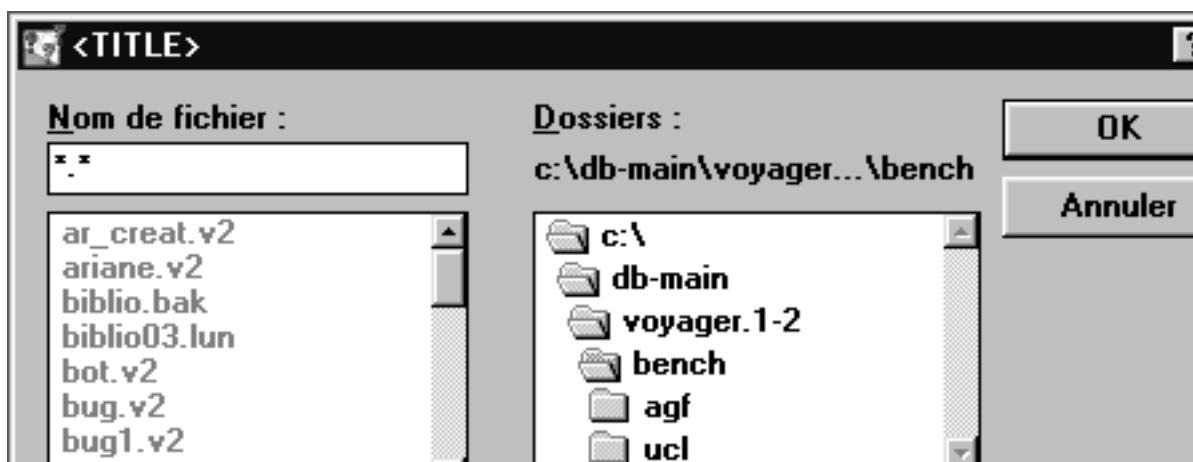 <TITLE>
?
Nom de fichier :
*.*
ar_creat.v2
ariane.v2
biblio.bak
biblio03.lun
bot.v2
bug.v2
bug1.v2
Dossiers :
c:\db-main\voyager...\bench
c:\
db-main
voyager.1-2
bench
agf
ucl
OK
Annuler